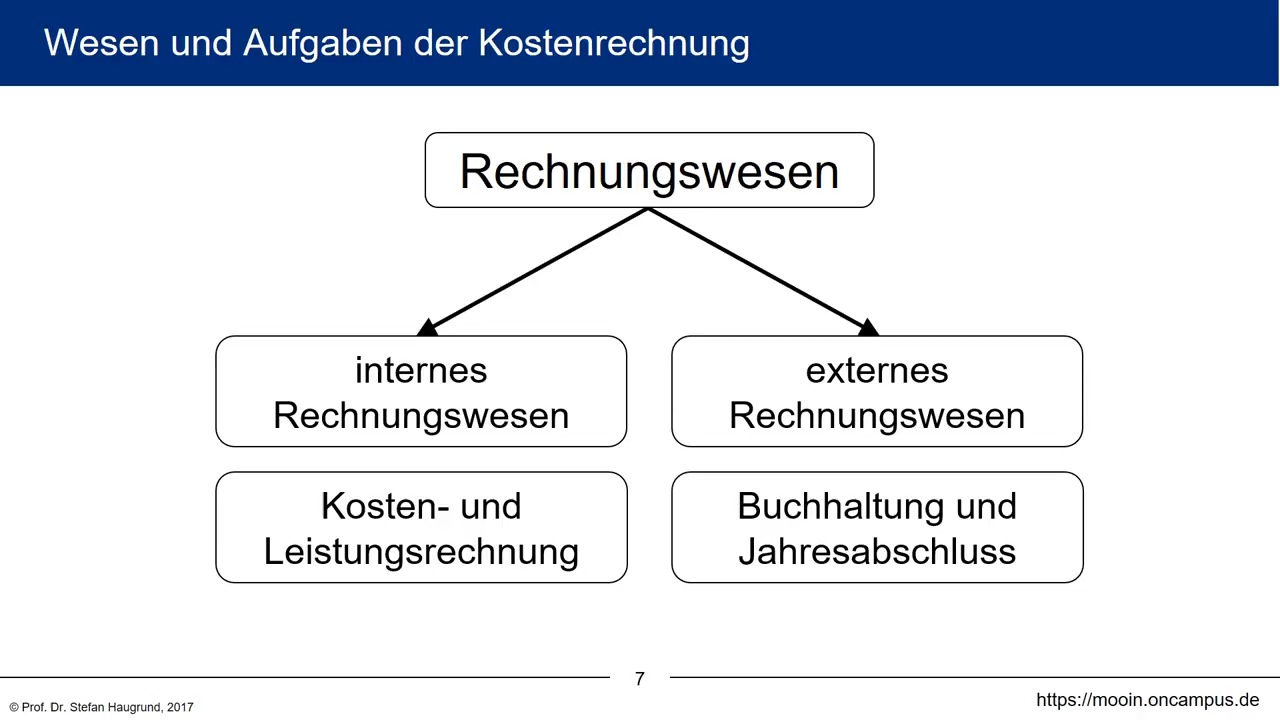 Wesen und Aufgaben der Kostenrechnung
Rechnungswesen
internes
Rechnungswesen
externes
Rechnungswesen
Kosten- und
Leistungsrechnung
Buchhaltung und
Jahresabschluss
7
© Prof. Dr. Stefan Haugrund, 2017
https://mooin.oncampus.de